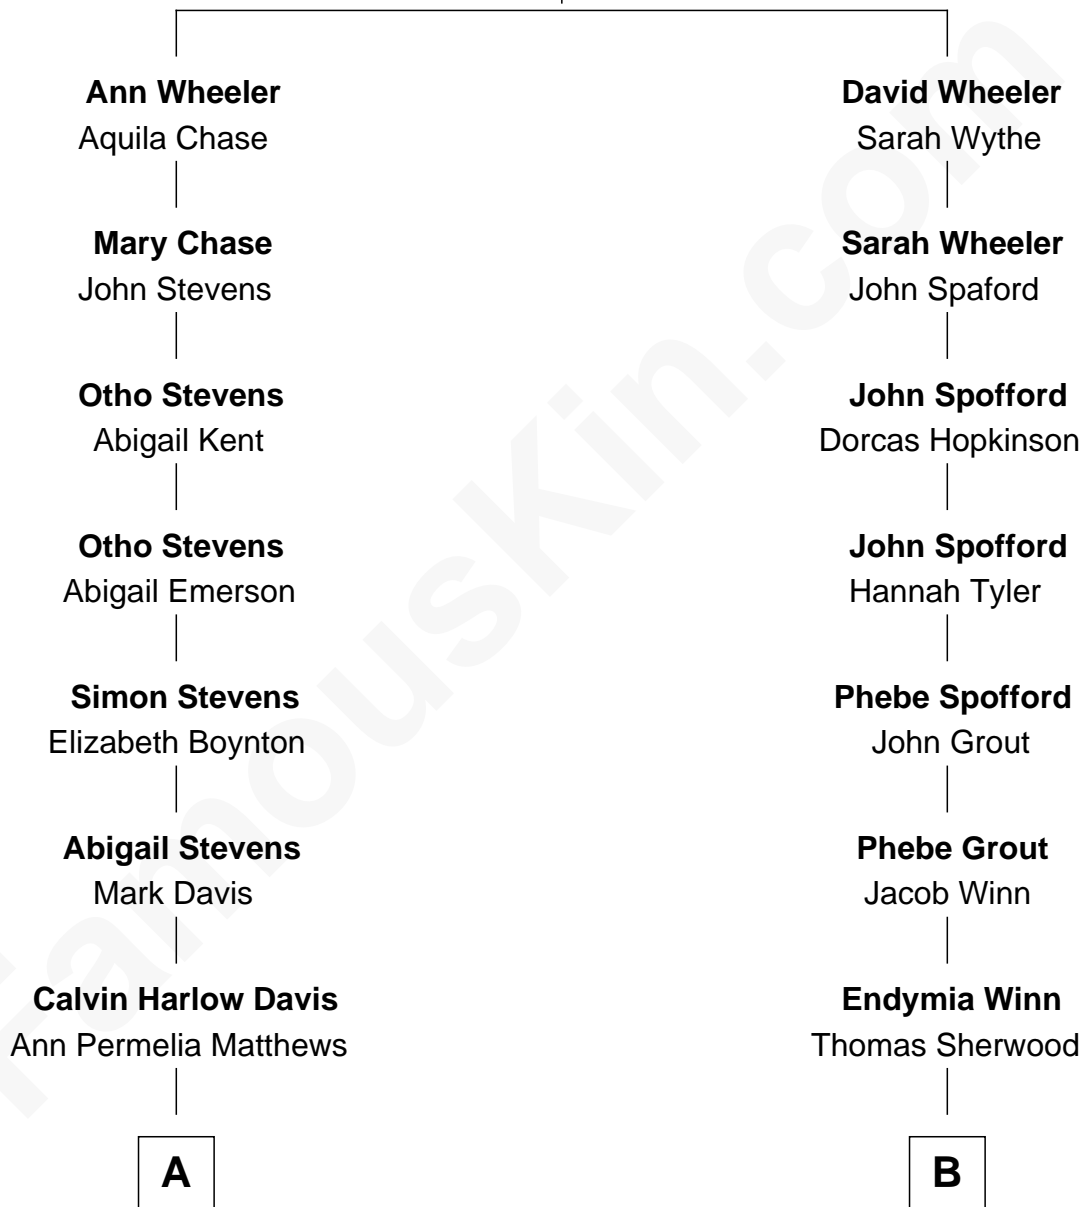 Ann Wheeler
Aquila Chase
David Wheeler
Sarah Wythe
Mary Chase
John Stevens
Sarah Wheeler
John Spaford
Otho Stevens
Abigail Kent
John Spofford
Dorcas Hopkinson
Otho Stevens
Abigail Emerson
John Spofford
Hannah Tyler
Simon Stevens
Elizabeth Boynton
Phebe Spofford
John Grout
Abigail Stevens
Mark Davis
Phebe Grout
Jacob Winn
Calvin Harlow Davis
Ann Permelia Matthews
Endymia Winn
Thomas Sherwood
A
B
FamousKin.com